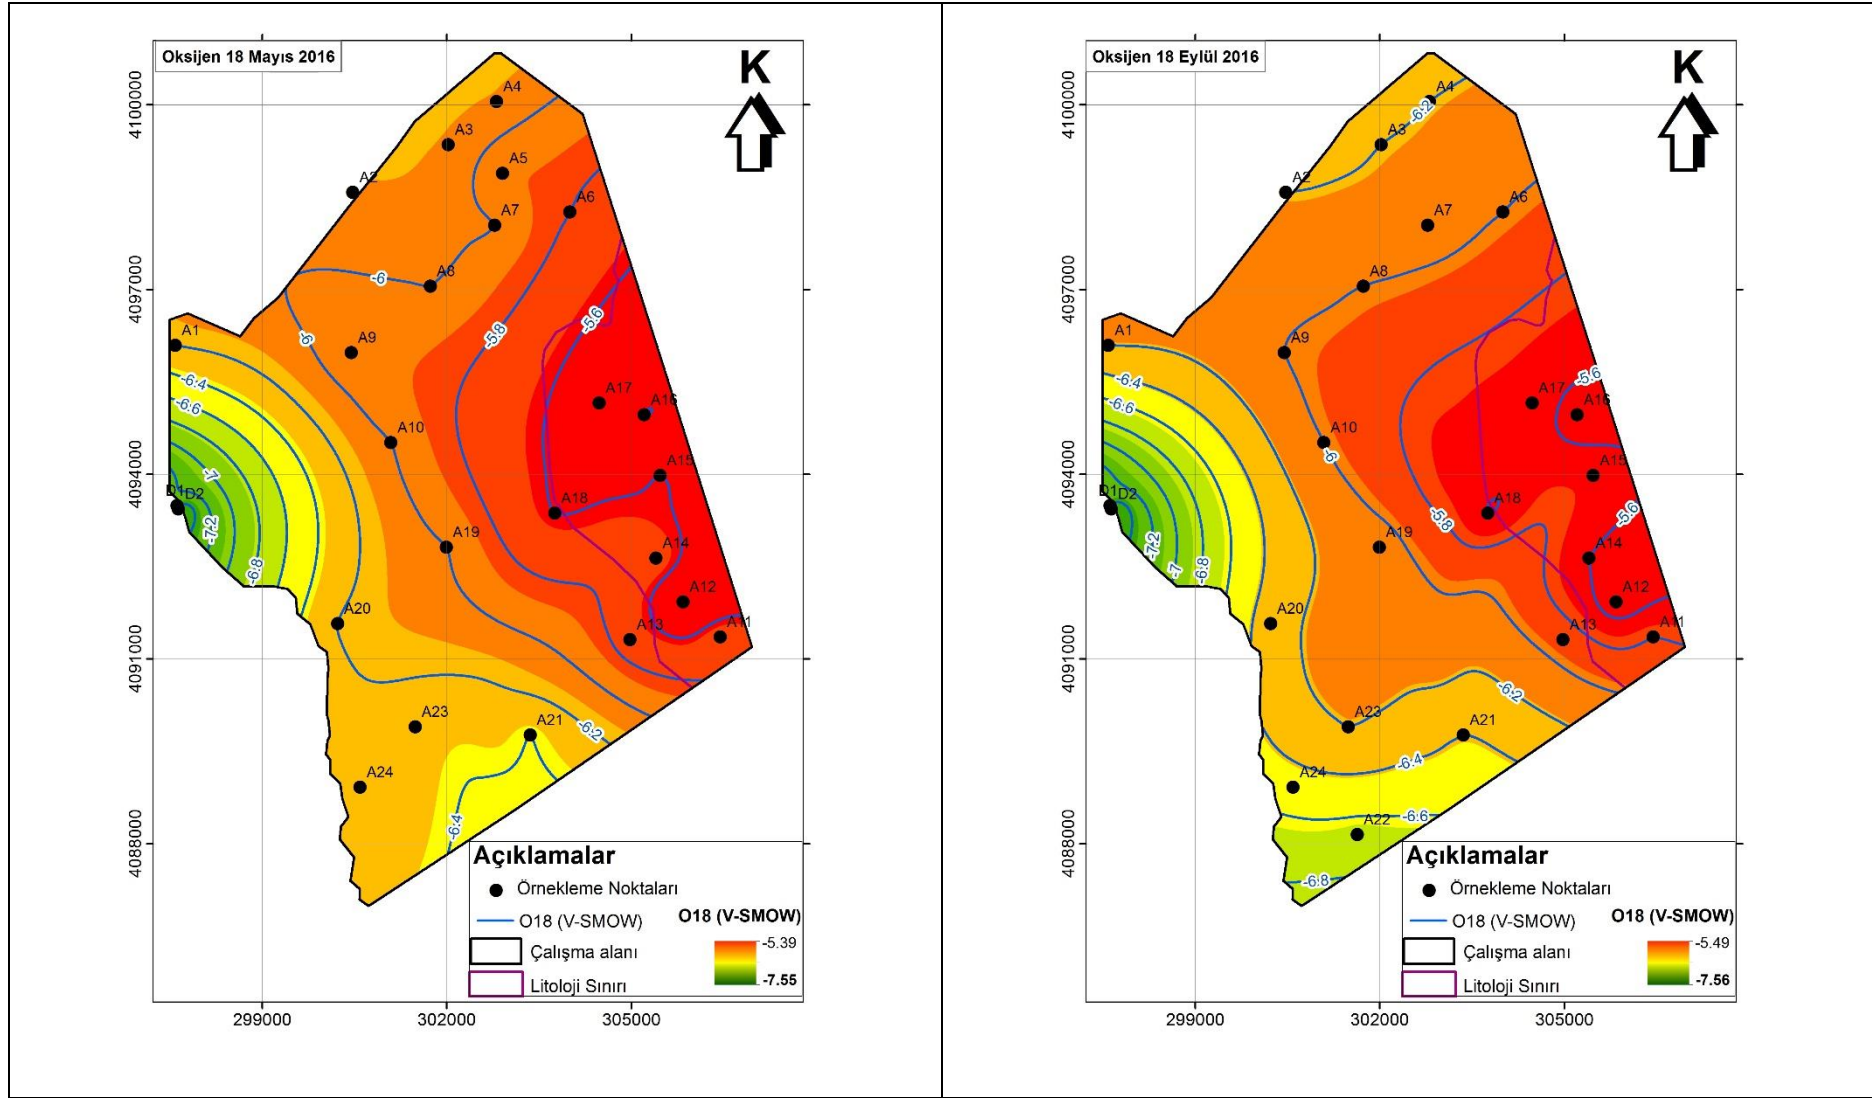 Oksijen 18 Mayıs 2016
K
4100000
4097000
4094000
4091000
4088000
A4
A3
A5
A2
A6
A7
A8
-6
A1
-6
-5.8
-5.6
A9
-6.4
-6.6
A17
A16
A10
-7
A15
D1 D2
A18
-7.2
A19
A14
-6.8
A12
A20
A13
A11
A23
A21
-6.2
A24
-6.4
Açıklamalar
Örnekleme Noktaları
O18 (V-SMOW)
Çalışma alanı
Litoloji Sınırı
O18 (V-SMOW)
-5.39
-7.55
299000
302000
305000
Oksijen 18 Eylül 2016
K
4100000
4097000
4094000
4091000
4088000
A4
-6.2
A3
A2
A6
A7
A8
A1
A9
-6.4
-5.6
-6.6
A17
A16
A10
-6
A15
D1 D2
A18
-5.8
-5.6
A19
-7.2
A14
-7
-6.8
A12
A20
A13
A11
-6.2
A23
A21
-6.4
A24
-6.6
A22
-6.8
Açıklamalar
Örnekleme Noktaları
O18 (V-SMOW)
Çalışma alanı
Litoloji Sınırı
O18 (V-SMOW)
-5.49
-7.56
299000
302000
305000